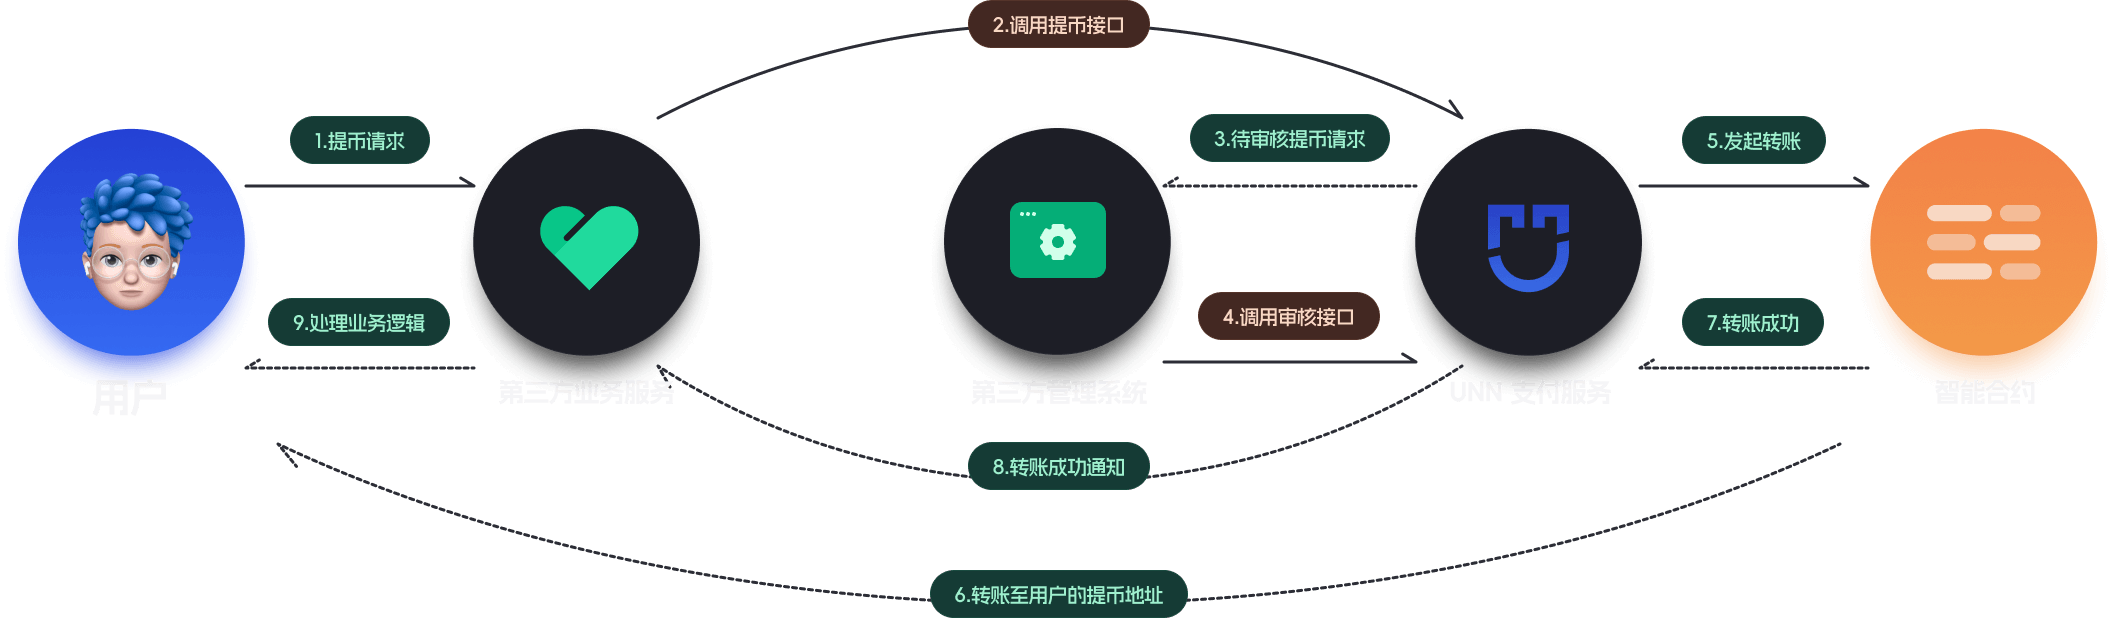 2.调用提币接口
1.提币请求
3.待审核提币请求
5.发起转账
9.处理业务逻辑
4.调用审核接口
7.转账成功
用户
第三方业务服务
第三方管理系统
UNN 支付服务
智能合约
8.转账成功通知
6.转账至用户的提币地址